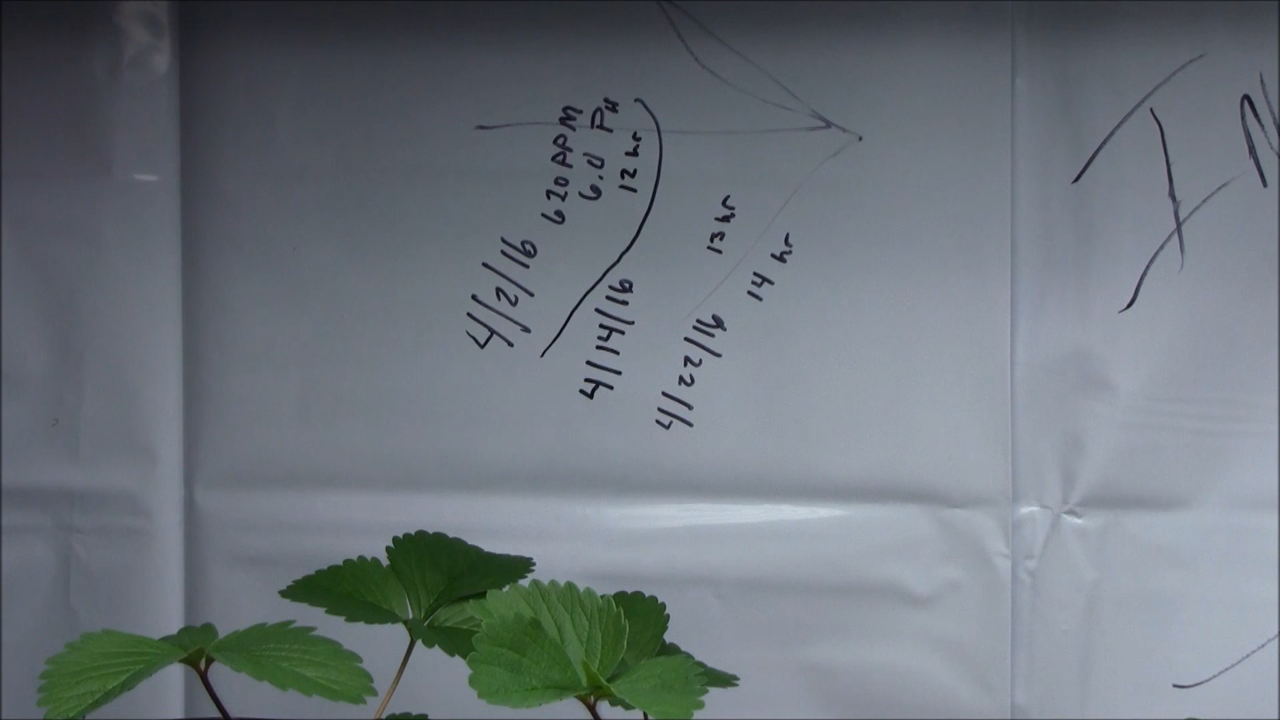 4/2/16 620 PPM
6.0 PH
12 hr
4/14/16 13 hr
4/22/16 14 hr
IN